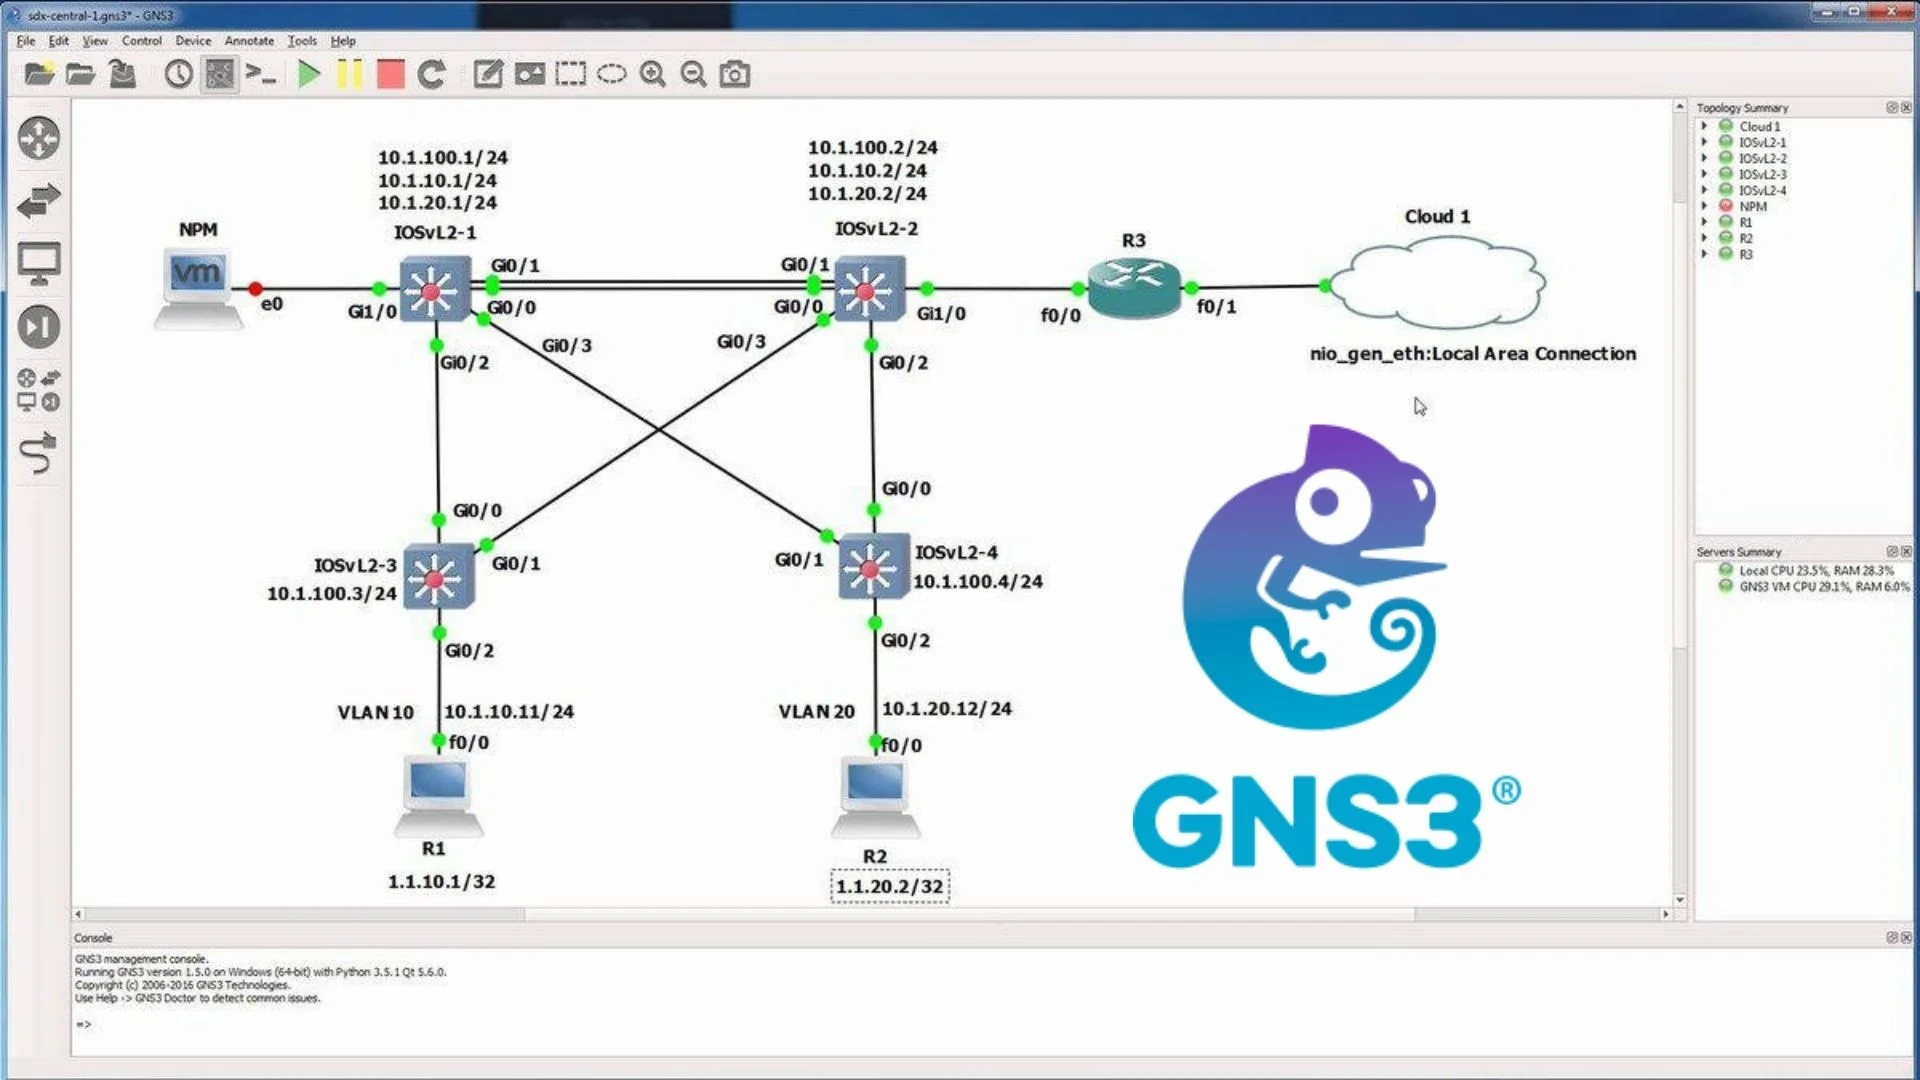 sdx-central-1.gns3* - GNS3
File Edit View Control Device Annotate Tools Help
10.1.100.1/24
10.1.10.1/24
10.1.20.1/24
IOSvL2-1
10.1.100.2/24
10.1.10.2/24
10.1.20.2/24
IOSvL2-2
NPM
vm
e0
Gi1/0
Gi0/1
Gi0/0
Gi0/2
Gi0/3
Gi0/1
Gi0/0
Gi0/3
Gi0/2
Gi1/0
R3
f0/0
f0/1
Cloud 1
nio_gen_eth:Local Area Connection
Gi0/0
IOSvL2-3
10.1.100.3/24
Gi0/1
Gi0/2
Gi0/0
Gi0/1
IOSvL2-4
10.1.100.4/24
Gi0/2
VLAN 10
10.1.10.11/24
f0/0
R1
1.1.10.1/32
VLAN 20
10.1.20.12/24
f0/0
R2
1.1.20.2/32
GNS3®
Topology Summary
Cloud 1
IOSvL2-1
IOSvL2-2
IOSvL2-3
IOSvL2-4
NPM
R1
R2
R3
Servers Summary
Local CPU 23.5%, RAM 28.3%
GNS3 VM CPU 29.1%, RAM 6.0%
Console
GNS3 management console.
Running GNS3 version 1.5.0 on Windows (64-bit) with Python 3.5.1 Qt 5.6.0.
Copyright (c) 2006-2016 GNS3 Technologies.
Use Help -> GNS3 Doctor to detect common issues.
=>